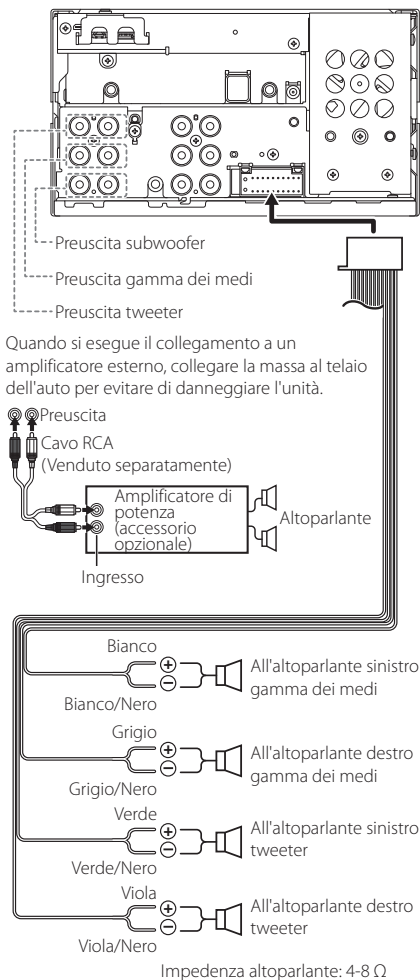 Preuscita subwoofer
Preuscita gamma dei medi
Preuscita tweeter
Quando si esegue il collegamento a un
amplificatore esterno, collegare la massa al telaio
dell'auto per evitare di danneggiare l'unità.
Preuscita
Cavo RCA
(Venduto separatamente)
Amplificatore di
potenza
(accessorio
opzionale)
Altoparlante
Ingresso
Bianco
Bianco/Nero
All'altoparlante sinistro
gamma dei medi
Grigio
Grigio/Nero
All'altoparlante destro
gamma dei medi
Verde
Verde/Nero
All'altoparlante sinistro
tweeter
Viola
Viola/Nero
All'altoparlante destro
tweeter
Impedenza altoparlante: 4-8 Ω